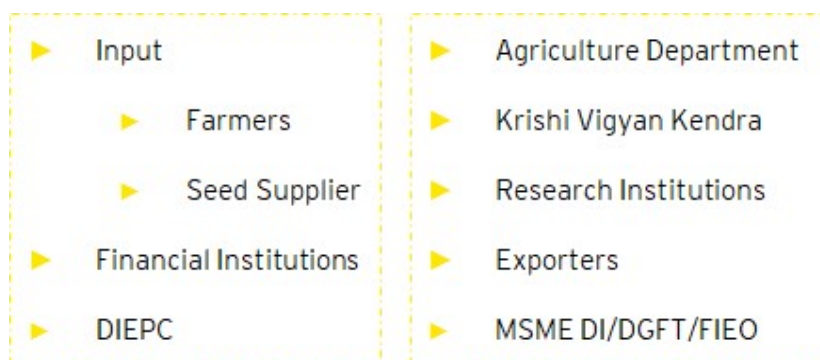 Input
Farmers
Seed Supplier
Financial Institutions
DIEPC
Agriculture Department
Krishi Vigyan Kendra
Research Institutions
Exporters
MSME DI/DGFT/FIEO